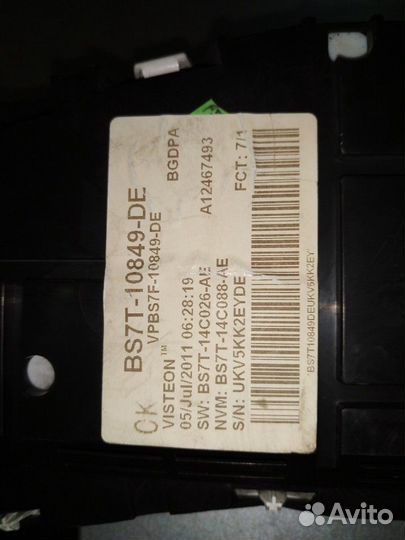 BS7T-10849-DE
VPBS7F-10849-DE
CK
VISTEON™
BGDPA
05/Jul/2011 06:28:19
SW: BS7T-14C026-AE
A12467493
NVM: BS7T-14C088-AE
S/N: UKV5KK2EYDE
FCT: 7/1
BS7T10849DEUKV5KK2EY
Avito